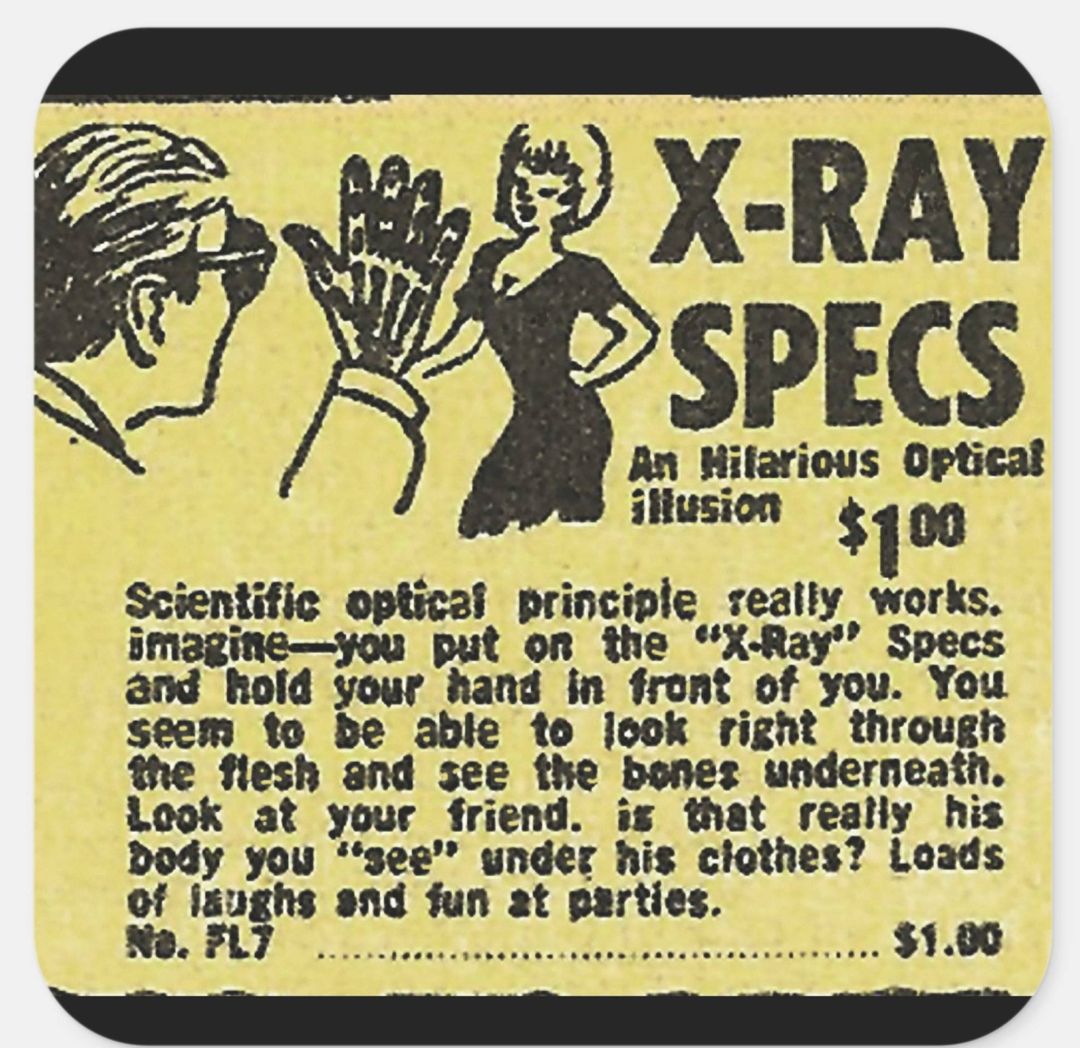 X-RAY
SPECS
An Hilarious Optical
illusion
$1.00
Scientific optical principle really works.
imagine—you put on the "X-Ray" Specs
and hold your hand in front of you. You
seem to be able to look right through
the flesh and see the bones underneath.
Look at your friend. is that really his
body you "see" under his clothes? Loads
of laughs and fun at parties.
No. FL7 ........................................ $1.00